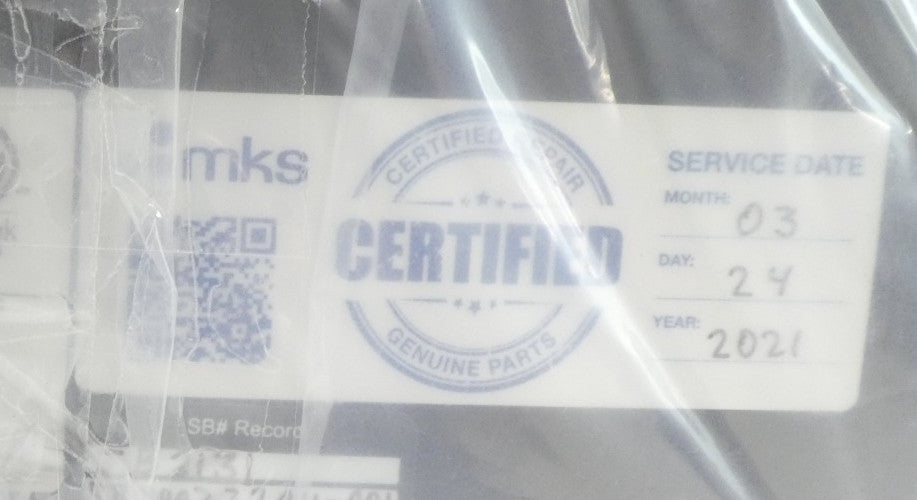 mks
CERTIFIED REPAIR
CERTIFIED
GENUINE PARTS
SERVICE DATE
MONTH: 03
DAY: 24
YEAR: 2021
SB# Record